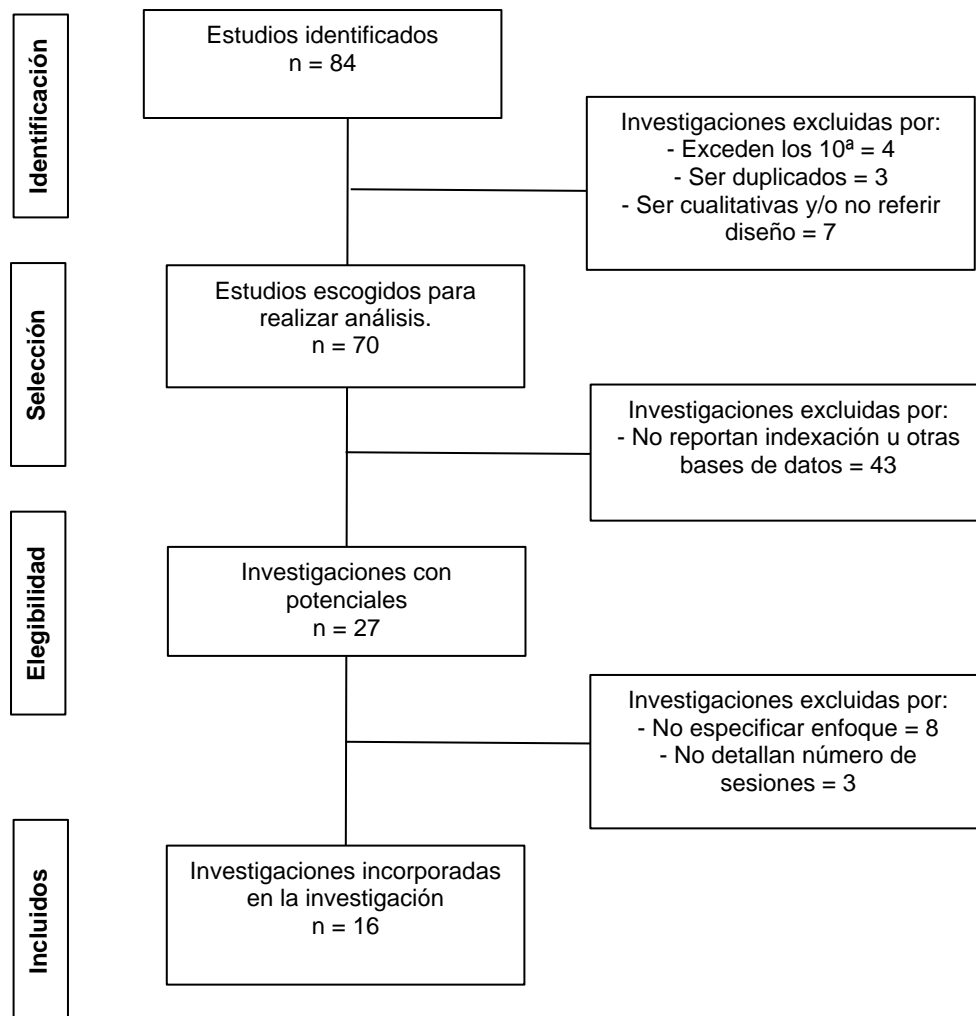 Identificación
Estudios identificados
n = 84
Investigaciones excluidas por:
- Exceden los 10ª = 4
- Ser duplicados = 3
- Ser cualitativas y/o no referir
diseño = 7
Selección
Estudios escogidos para
realizar análisis.
n = 70
Investigaciones excluidas por:
- No reportan indexación u otras
bases de datos = 43
Elegibilidad
Investigaciones con
potenciales
n = 27
Investigaciones excluidas por:
- No especificar enfoque = 8
- No detallan número de
sesiones = 3
Incluidos
Investigaciones incorporadas
en la investigación
n = 16